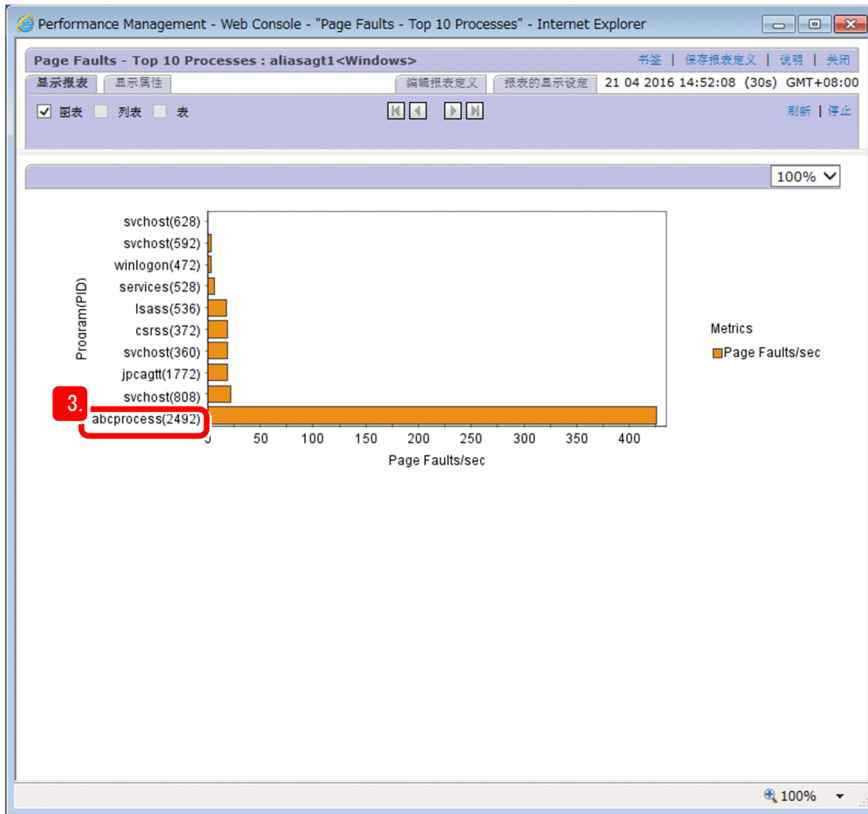 Performance Management - Web Console - "Page Faults - Top 10 Processes" - Internet Explorer
Page Faults - Top 10 Processes : aliasagt1<Windows> 书签 | 保存报表定义 | 说明 | 关闭
显示报表 显示属性 编辑报表定义 报表的显示设定 21 04 2016 14:52:08 (30s) GMT+08:00
图表 列表 表 刷新 | 停止
100%
svchost(628)
svchost(592)
winlogon(472)
services(528)
lsass(536)
csrss(372)
svchost(360)
jpcagtt(1772)
svchost(808)
abcprocess(2492)
3.
Program(PID)
0 50 100 150 200 250 300 350 400
Page Faults/sec
Metrics
Page Faults/sec
100%